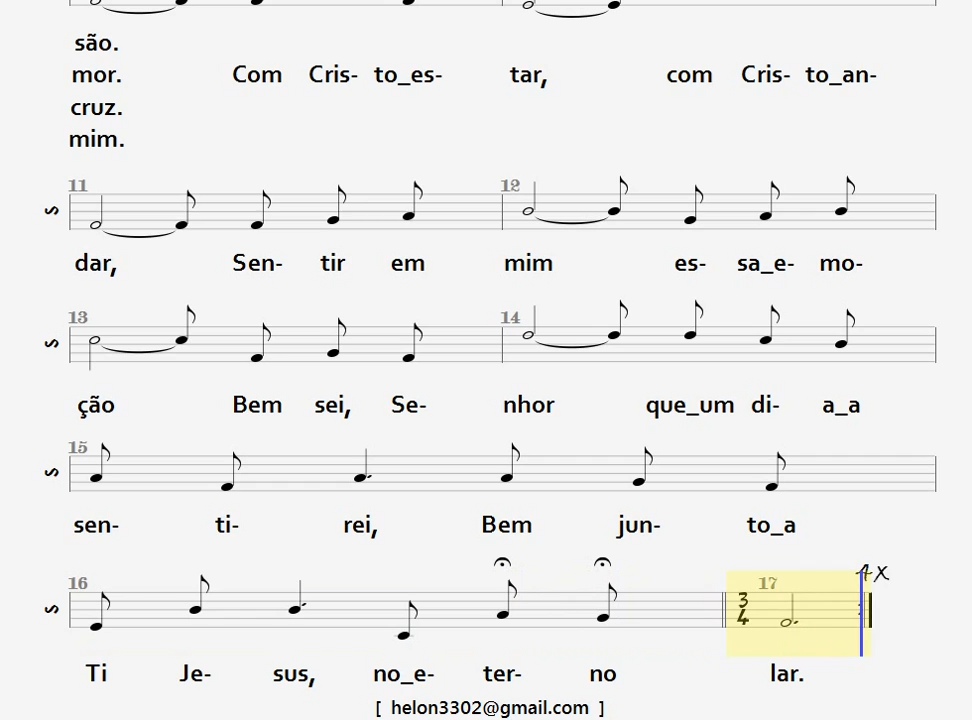 são.
mor. Com Cris- to_es- tar, com Cris- to_an-
cruz.
mim.
11 12
S
dar, Sen- tir em mim es- sa_e- mo-
13 14
S
ção Bem sei, Se- nhor que_um di- a_a
15
S
sen- ti- rei, Bem jun- to_a
4x
16 17
S 3
4
Ti Je- sus, no_e- ter- no lar.
[ helon3302@gmail.com ]